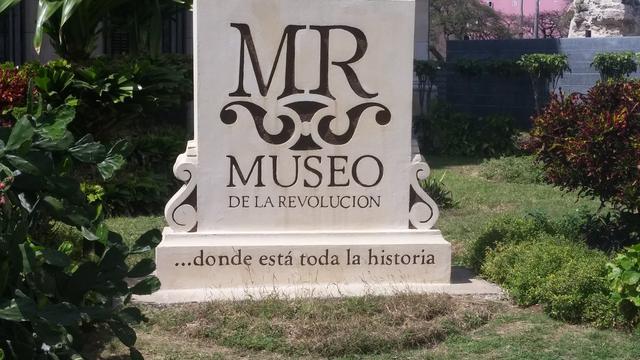 MR
MUSEO
DE LA REVOLUCION
...donde está toda la historia